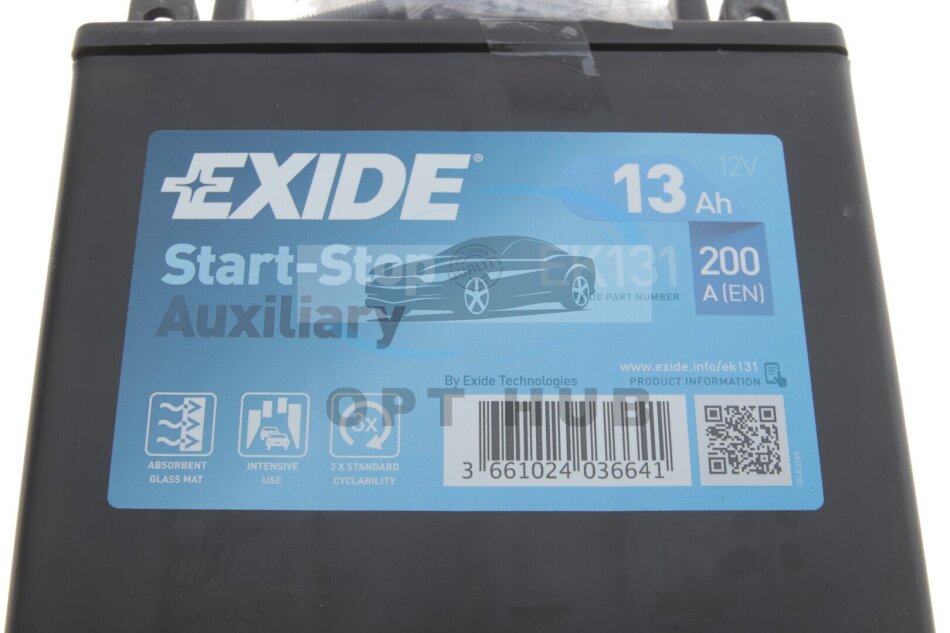 EXIDE®
13 Ah
12V
Start-Stop
Auxiliary
EK131
DE PART NUMBER
200
A (EN)
www.exide.info/ek131
PRODUCT INFORMATION
By Exide Technologies
OPT HUB
ABSORBENT
GLASS MAT
INTENSIVE
USE
3x
3 X STANDARD
CYCLABILITY
3 661024 036641